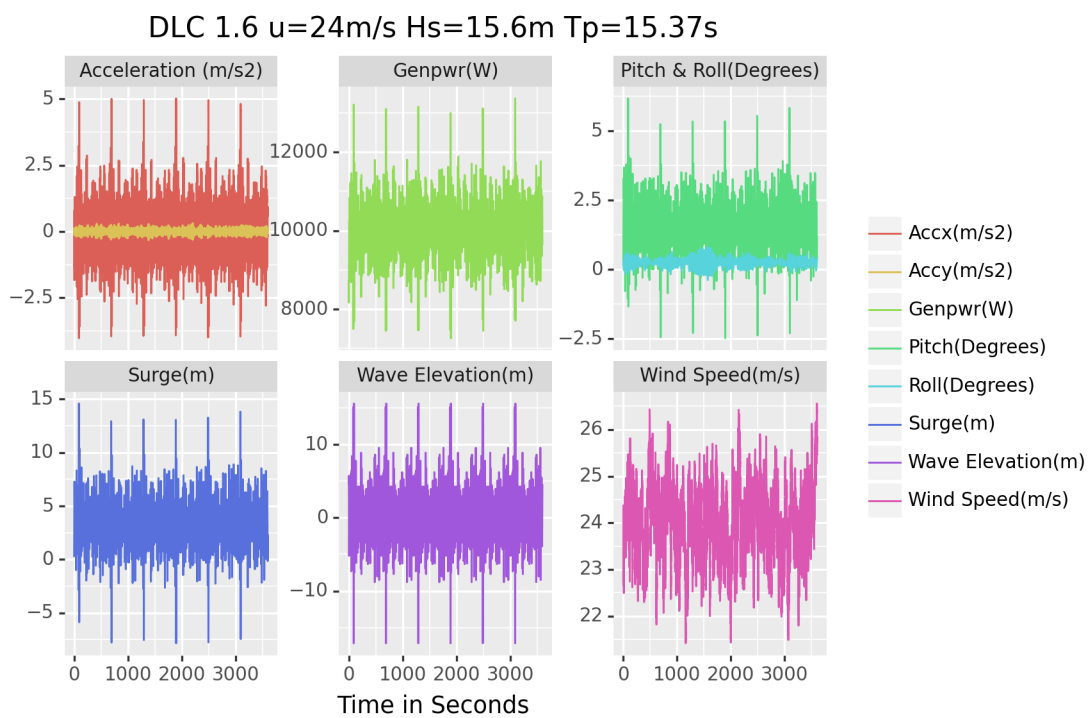 DLC 1.6 u=24m/s Hs=15.6m Tp=15.37s
Acceleration (m/s2)
Genpwr(W)
Pitch & Roll(Degrees)
5
2.5
0
−2.5
12000
10000
8000
5
2.5
0
−2.5
Accx(m/s2)
Accy(m/s2)
Genpwr(W)
Pitch(Degrees)
Roll(Degrees)
Surge(m)
Wave Elevation(m)
Wind Speed(m/s)
Surge(m)
Wave Elevation(m)
Wind Speed(m/s)
15
10
5
0
−5
10
0
−10
26
25
24
23
22
0 1000 2000 3000
0 1000 2000 3000
0 1000 2000 3000
Time in Seconds